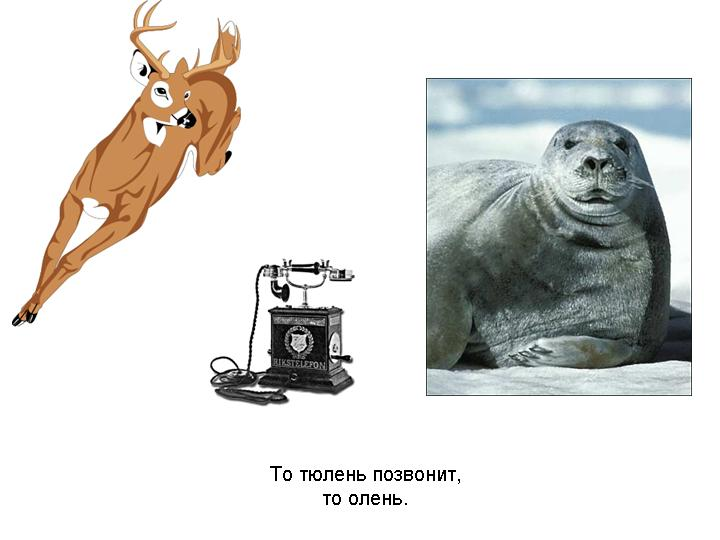 RIKSTELEFON
То тюлень позвонит,
то олень.